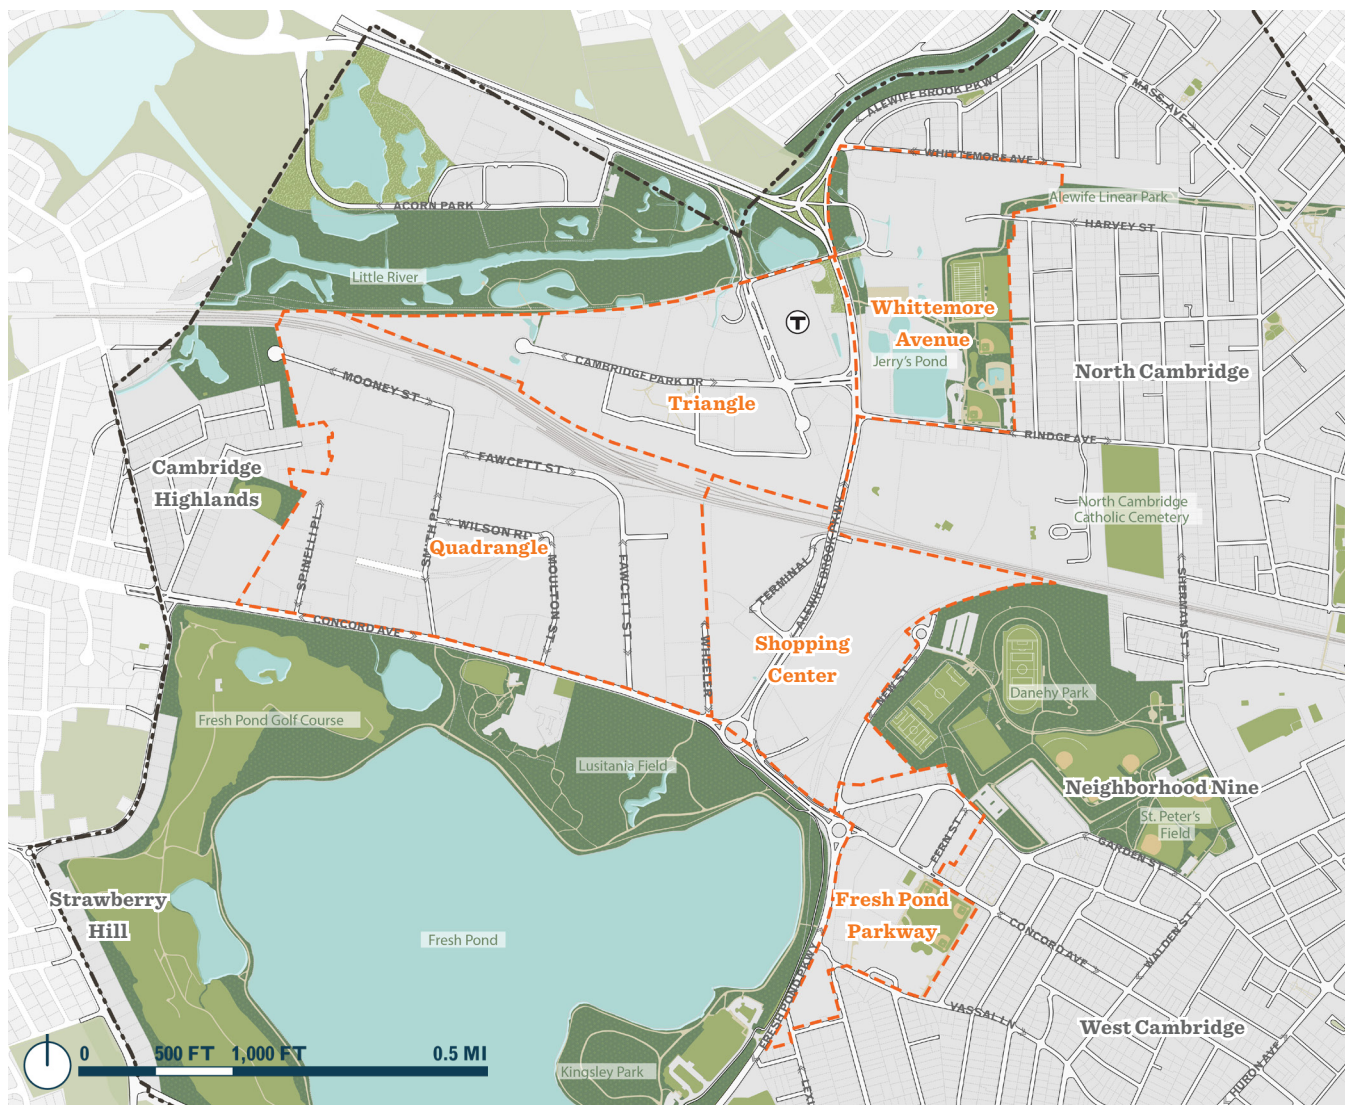 MASS AVE
ALEWIFE BROOK PKWY
WHITTEMORE AVE
Alewife Linear Park
ACORN PARK
HARVEY ST
Little River
Whittemore
Avenue
T
Jerry's Pond
CAMBRIDGE PARK DR
North Cambridge
MOONEY ST
Triangle
RINDGE AVE
Cambridge
Highlands
FAWCETT ST
North Cambridge
Catholic Cemetery
SPINELLI PL
SMITH PL
WILSON RD
Quadrangle
MOULTON ST
FAWCETT ST
TERMINAL
ALEWIFE BROOK PKWY
SHERMAN ST
CONCORD AVE
WHEELER
Shopping
Center
NEW ST
Danehy Park
Fresh Pond Golf Course
Lusitania Field
Neighborhood Nine
St. Peter's
Field
FERN ST
GARDEN ST
Strawberry
Hill
Fresh Pond
Parkway
Fresh Pond
CONCORD AVE
WALDEN ST
FRESH POND PKWY
VASSAL LN
West Cambridge
0
500 FT
1,000 FT
0.5 MI
Kingsley Park
HURON AVE